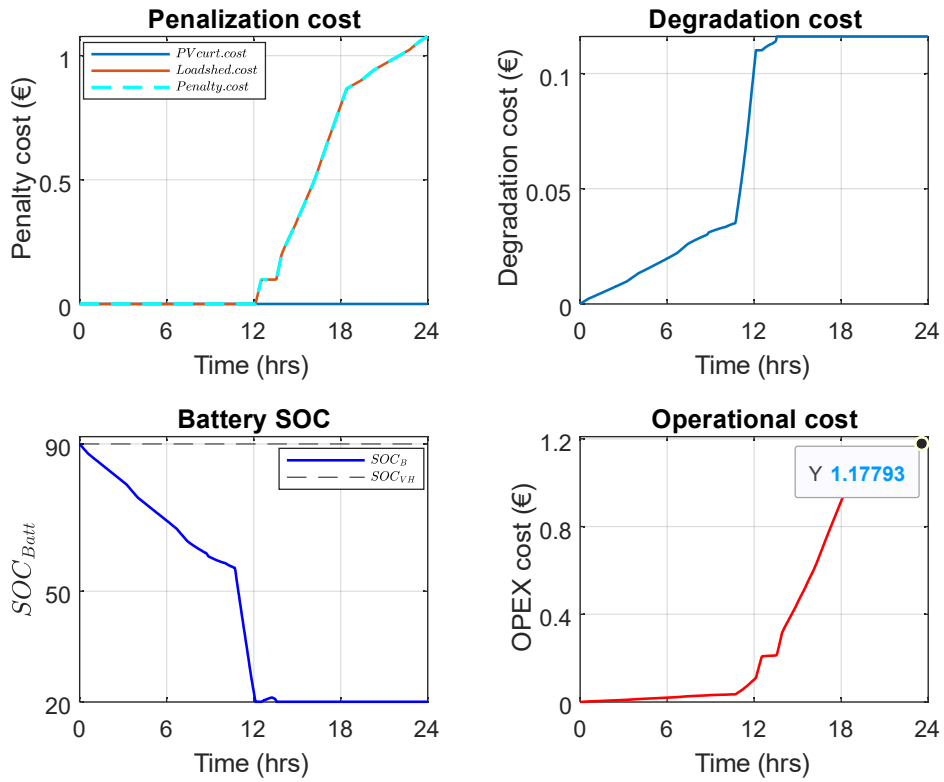 Penalization cost
Penalty cost (€)
1
0.5
0
PVcurt.cost
Loadshed.cost
Penalty.cost
0 6 12 18 24
Time (hrs)
Degradation cost
Degradation cost (€)
0.1
0.05
0
0 6 12 18 24
Time (hrs)
Battery SOC
SOC_Batt
90
50
20
SOC_B
SOC_VH
0 6 12 18 24
Time (hrs)
Operational cost
OPEX cost (€)
1.2
0.8
0.4
0
Y 1.17793
0 6 12 18 24
Time (hrs)